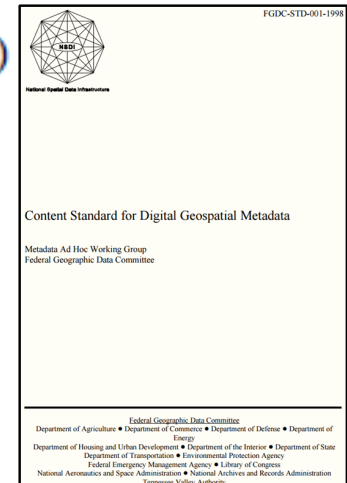 FGDC-STD-001-1998
NSDI
National Spatial Data Infrastructure
Content Standard for Digital Geospatial Metadata
Metadata Ad Hoc Working Group
Federal Geographic Data Committee
Federal Geographic Data Committee
Department of Agriculture ● Department of Commerce ● Department of Defense ● Department of
Energy
Department of Housing and Urban Development ● Department of the Interior ● Department of State
Department of Transportation ● Environmental Protection Agency
Federal Emergency Management Agency ● Library of Congress
National Aeronautics and Space Administration ● National Archives and Records Administration
Tennessee Valley Authority